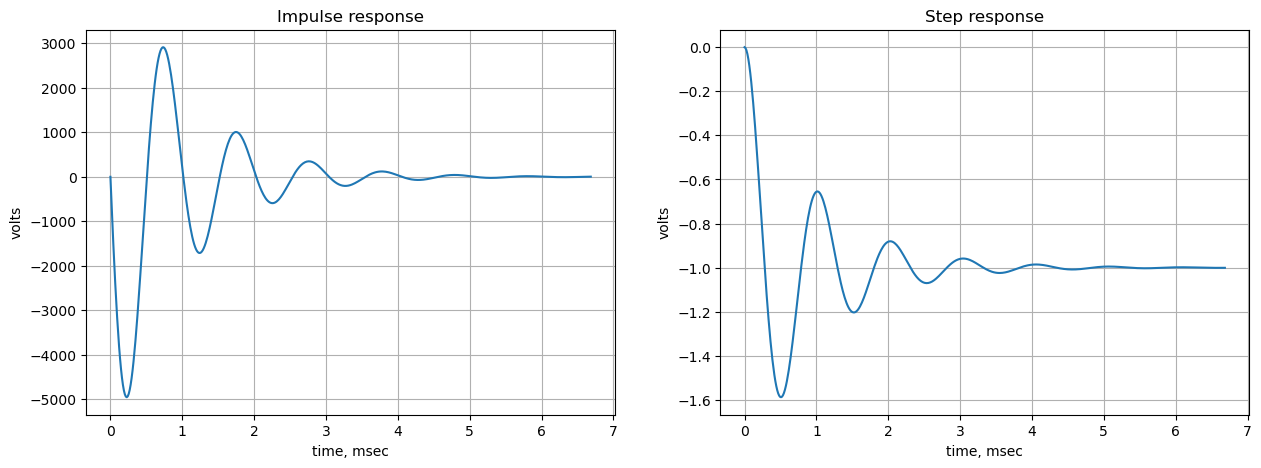 Impulse response
3000
2000
1000
0
−1000
−2000
−3000
−4000
−5000
volts
0 1 2 3 4 5 6 7
time, msec
Step response
0.0
−0.2
−0.4
−0.6
−0.8
−1.0
−1.2
−1.4
−1.6
volts
0 1 2 3 4 5 6 7
time, msec